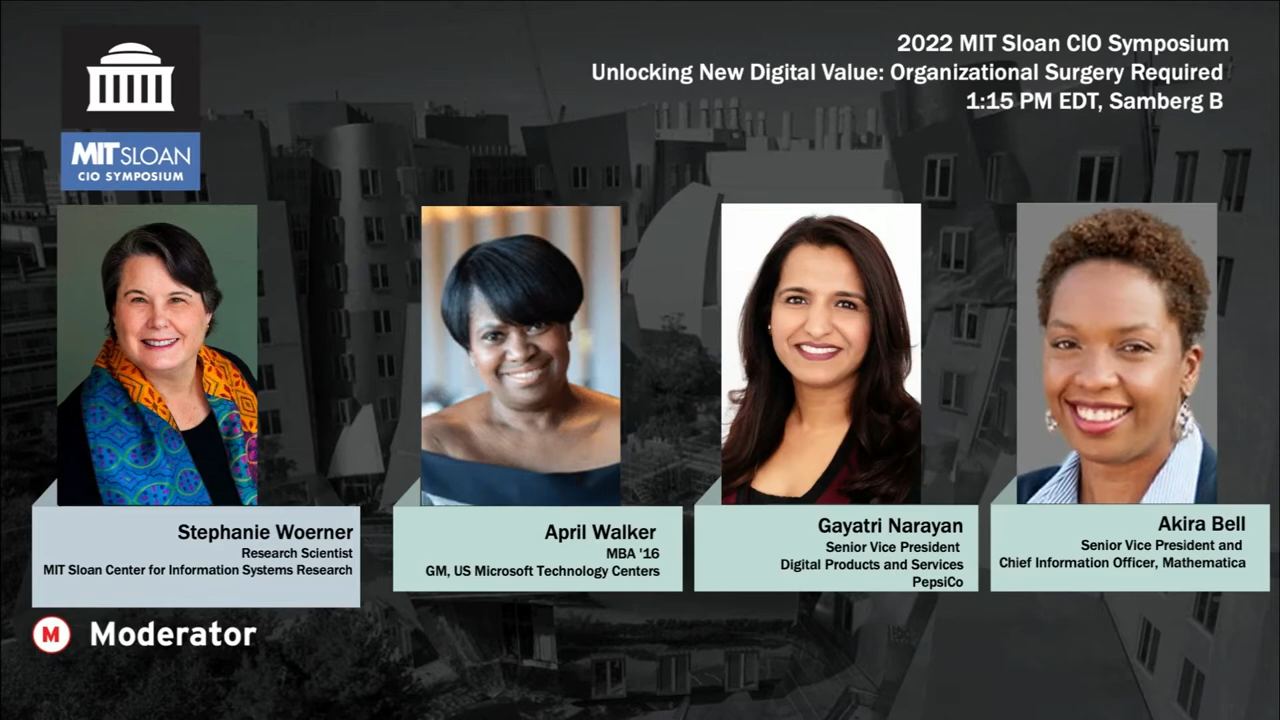 2022 MIT Sloan CIO Symposium
Unlocking New Digital Value: Organizational Surgery Required
1:15 PM EDT, Samberg B
MIT SLOAN
CIO SYMPOSIUM
Stephanie Woerner
Research Scientist
MIT Sloan Center for Information Systems Research
April Walker
MBA '16
GM, US Microsoft Technology Centers
Gayatri Narayan
Senior Vice President
Digital Products and Services
PepsiCo
Akira Bell
Senior Vice President and
Chief Information Officer, Mathematica
M Moderator